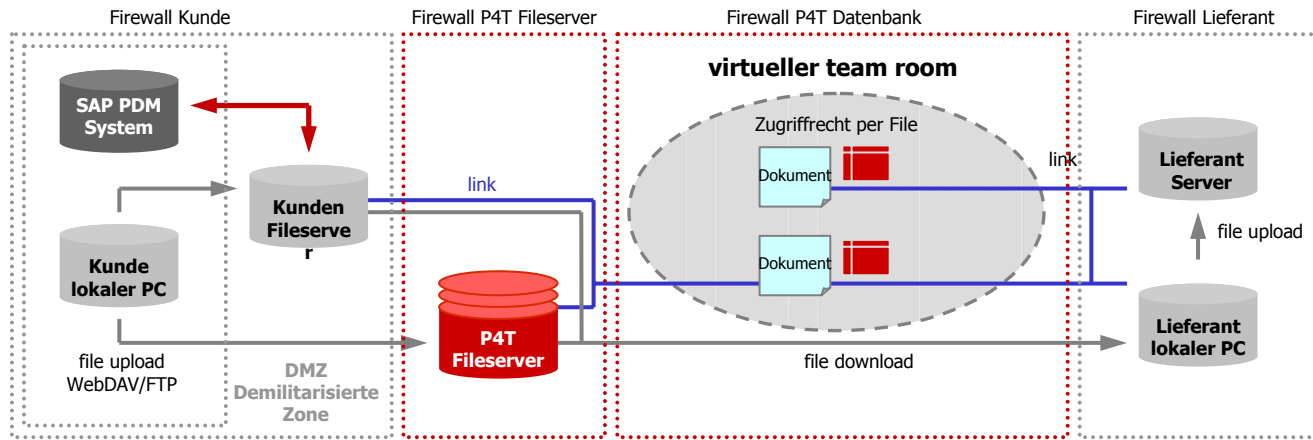 Firewall Kunde
Firewall P4T Fileserver
Firewall P4T Datenbank
Firewall Lieferant
virtueller team room
SAP PDM
System
Zugriffrecht per File
Dokument
link
Lieferant
Server
link
Kunden
Fileserve
r
file upload
Kunde
lokaler PC
Dokument
P4T
Fileserver
Lieferant
lokaler PC
file upload
WebDAV/FTP
file download
DMZ
Demilitarisierte
Zone